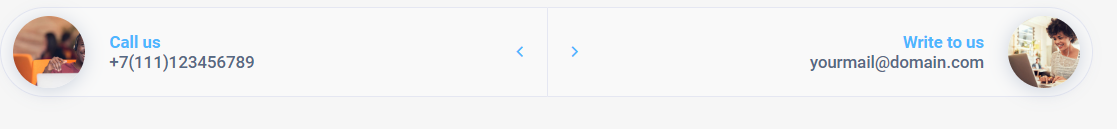 Call us
+7(111)123456789
Write to us
yourmail@domain.com